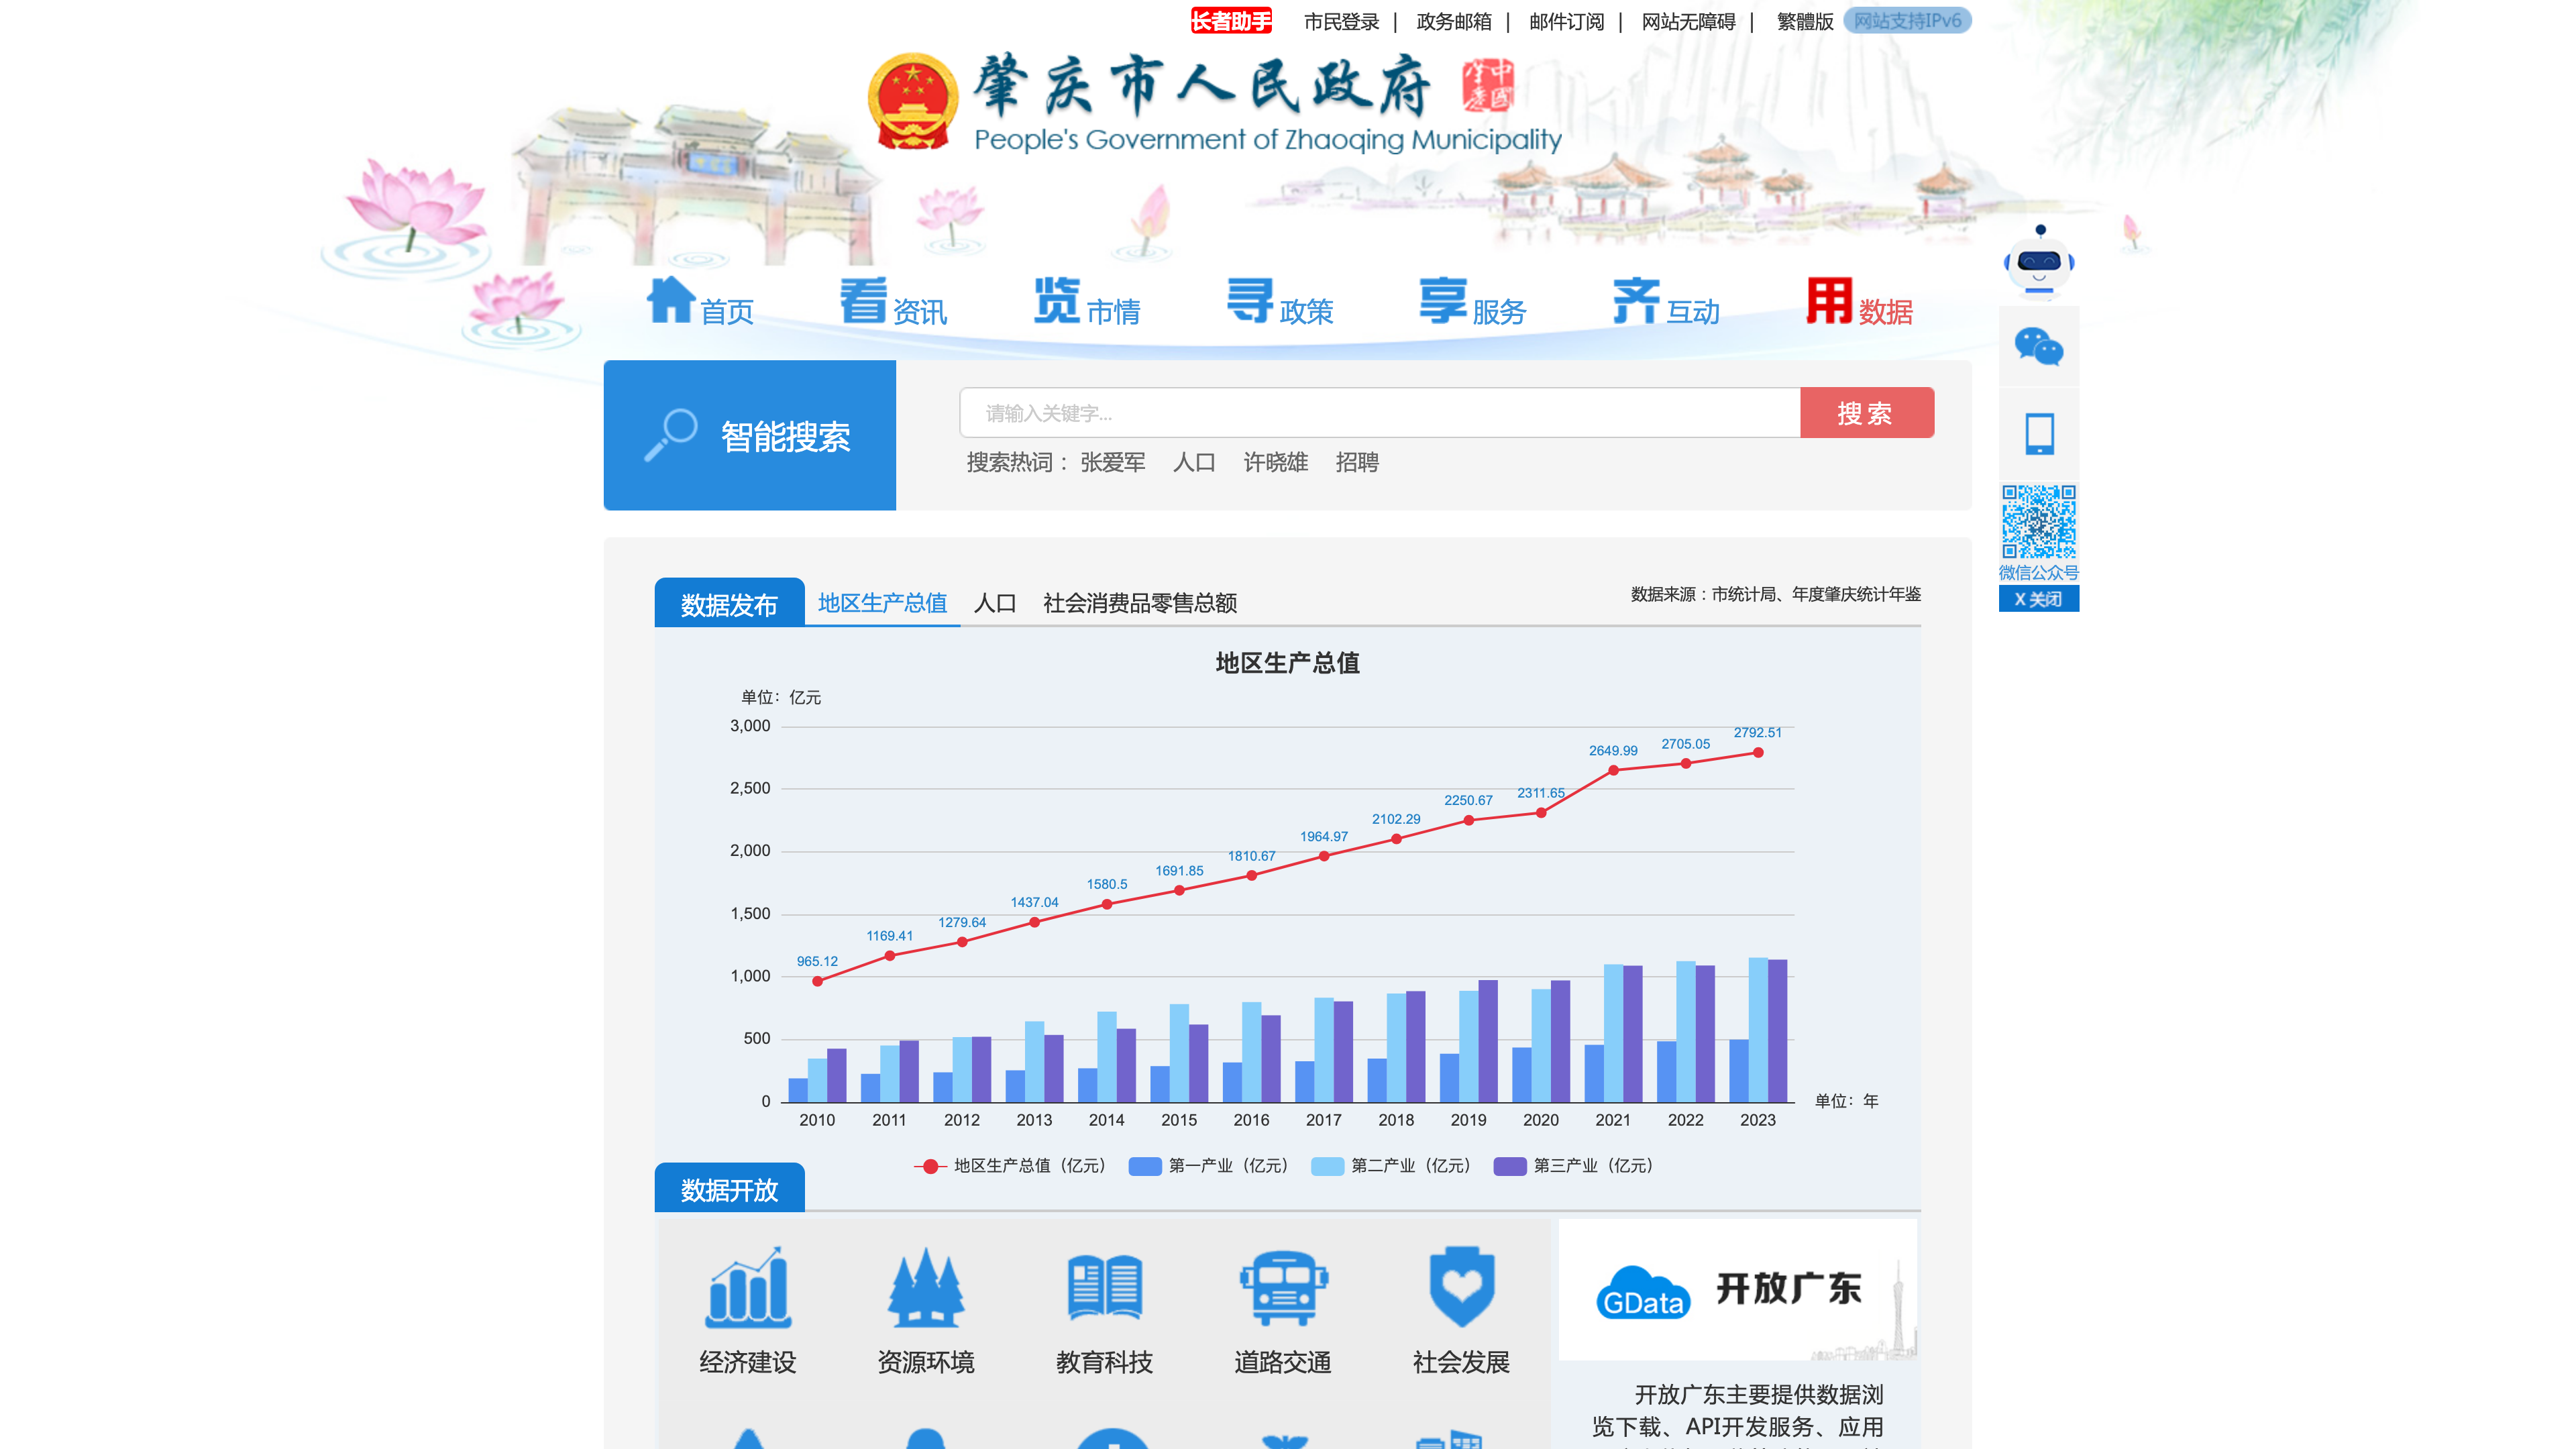 长者助手 市民登录 | 政务邮箱 | 邮件订阅 | 网站无障碍 | 繁體版 网站支持IPv6
肇庆市人民政府 中國肇慶
People's Government of Zhaoqing Municipality
首页 看资讯 览市情 寻政策 享服务 齐互动 用数据
智能搜索
请输入关键字...
搜索
搜索热词： 张爱军 人口 许晓雄 招聘
微信公众号
X 关闭
数据发布 地区生产总值 人口 社会消费品零售总额 数据来源：市统计局、年度肇庆统计年鉴
地区生产总值
单位：亿元
3,000
2,500
2,000
1,500
1,000
500
0
965.12
1169.41
1279.64
1437.04
1580.5
1691.85
1810.67
1964.97
2102.29
2250.67
2311.65
2649.99
2705.05
2792.51
2010 2011 2012 2013 2014 2015 2016 2017 2018 2019 2020 2021 2022 2023
单位：年
地区生产总值（亿元） 第一产业（亿元） 第二产业（亿元） 第三产业（亿元）
数据开放
经济建设 资源环境 教育科技 道路交通 社会发展
GData 开放广东
开放广东主要提供数据浏
览下载、API开发服务、应用